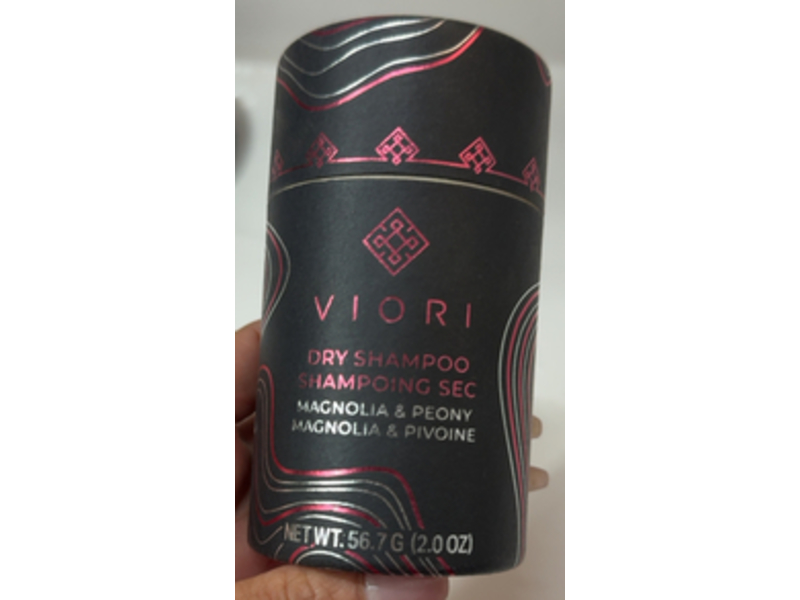 VIORI
DRY SHAMPOO
SHAMPOING SEC
MAGNOLIA & PEONY
MAGNOLIA & PIVOINE
NET WT. 56.7 G (2.0 OZ)